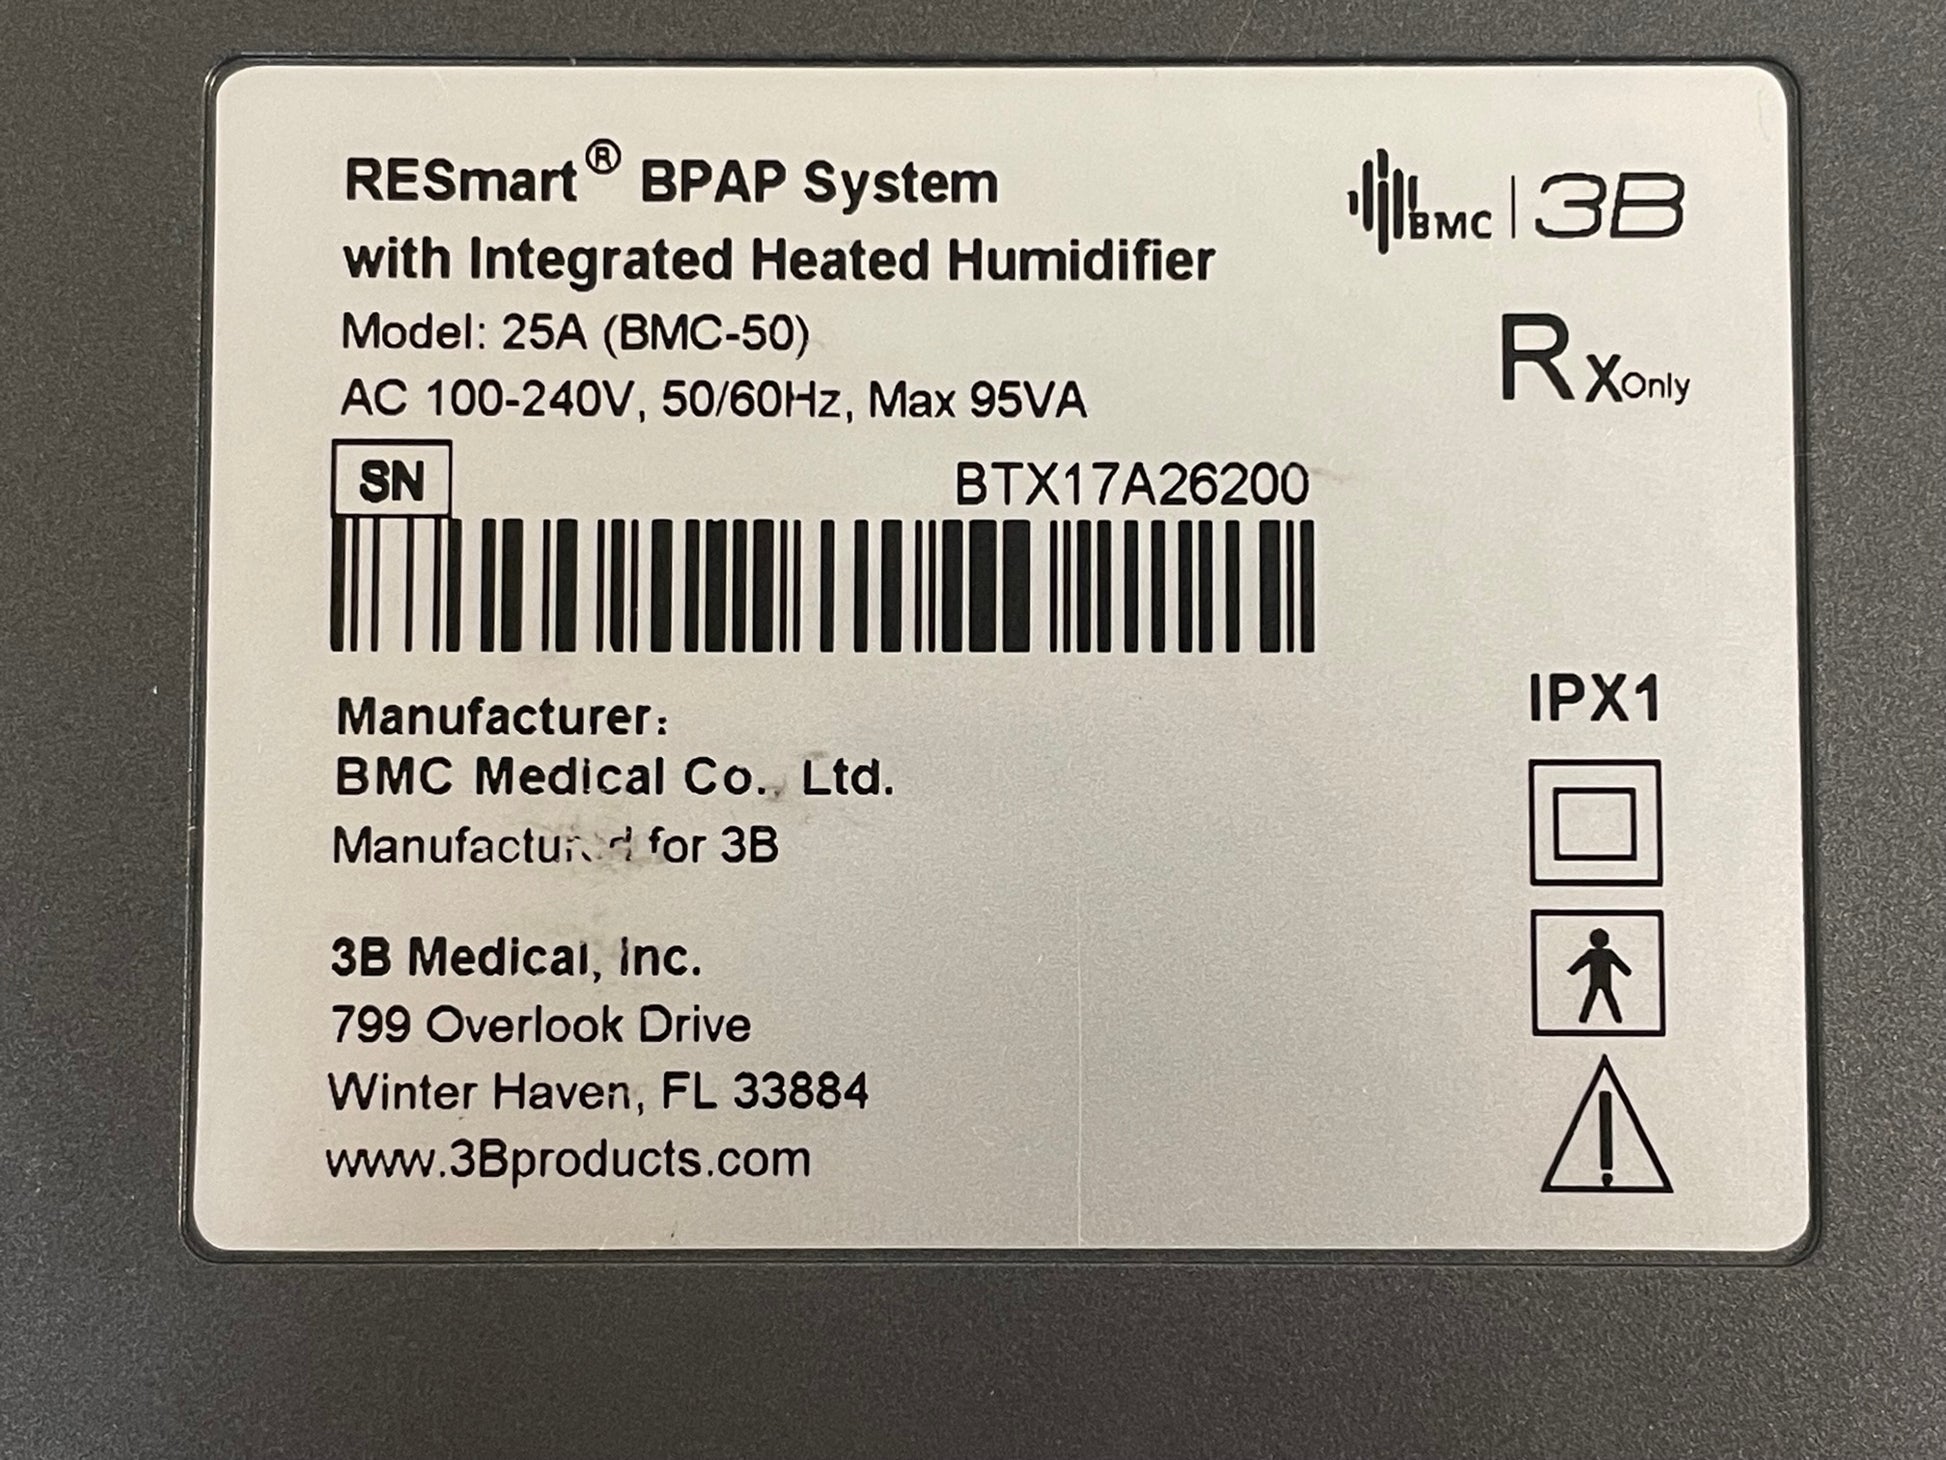 RESmart® BPAP System
with Integrated Heated Humidifier
Model: 25A (BMC-50)
AC 100-240V, 50/60Hz, Max 95VA
BMC | 3B
Rx Only
SN BTX17A26200
Manufacturer:
BMC Medical Co., Ltd.
Manufactured for 3B
3B Medical, Inc.
799 Overlook Drive
Winter Haven, FL 33884
www.3Bproducts.com
IPX1